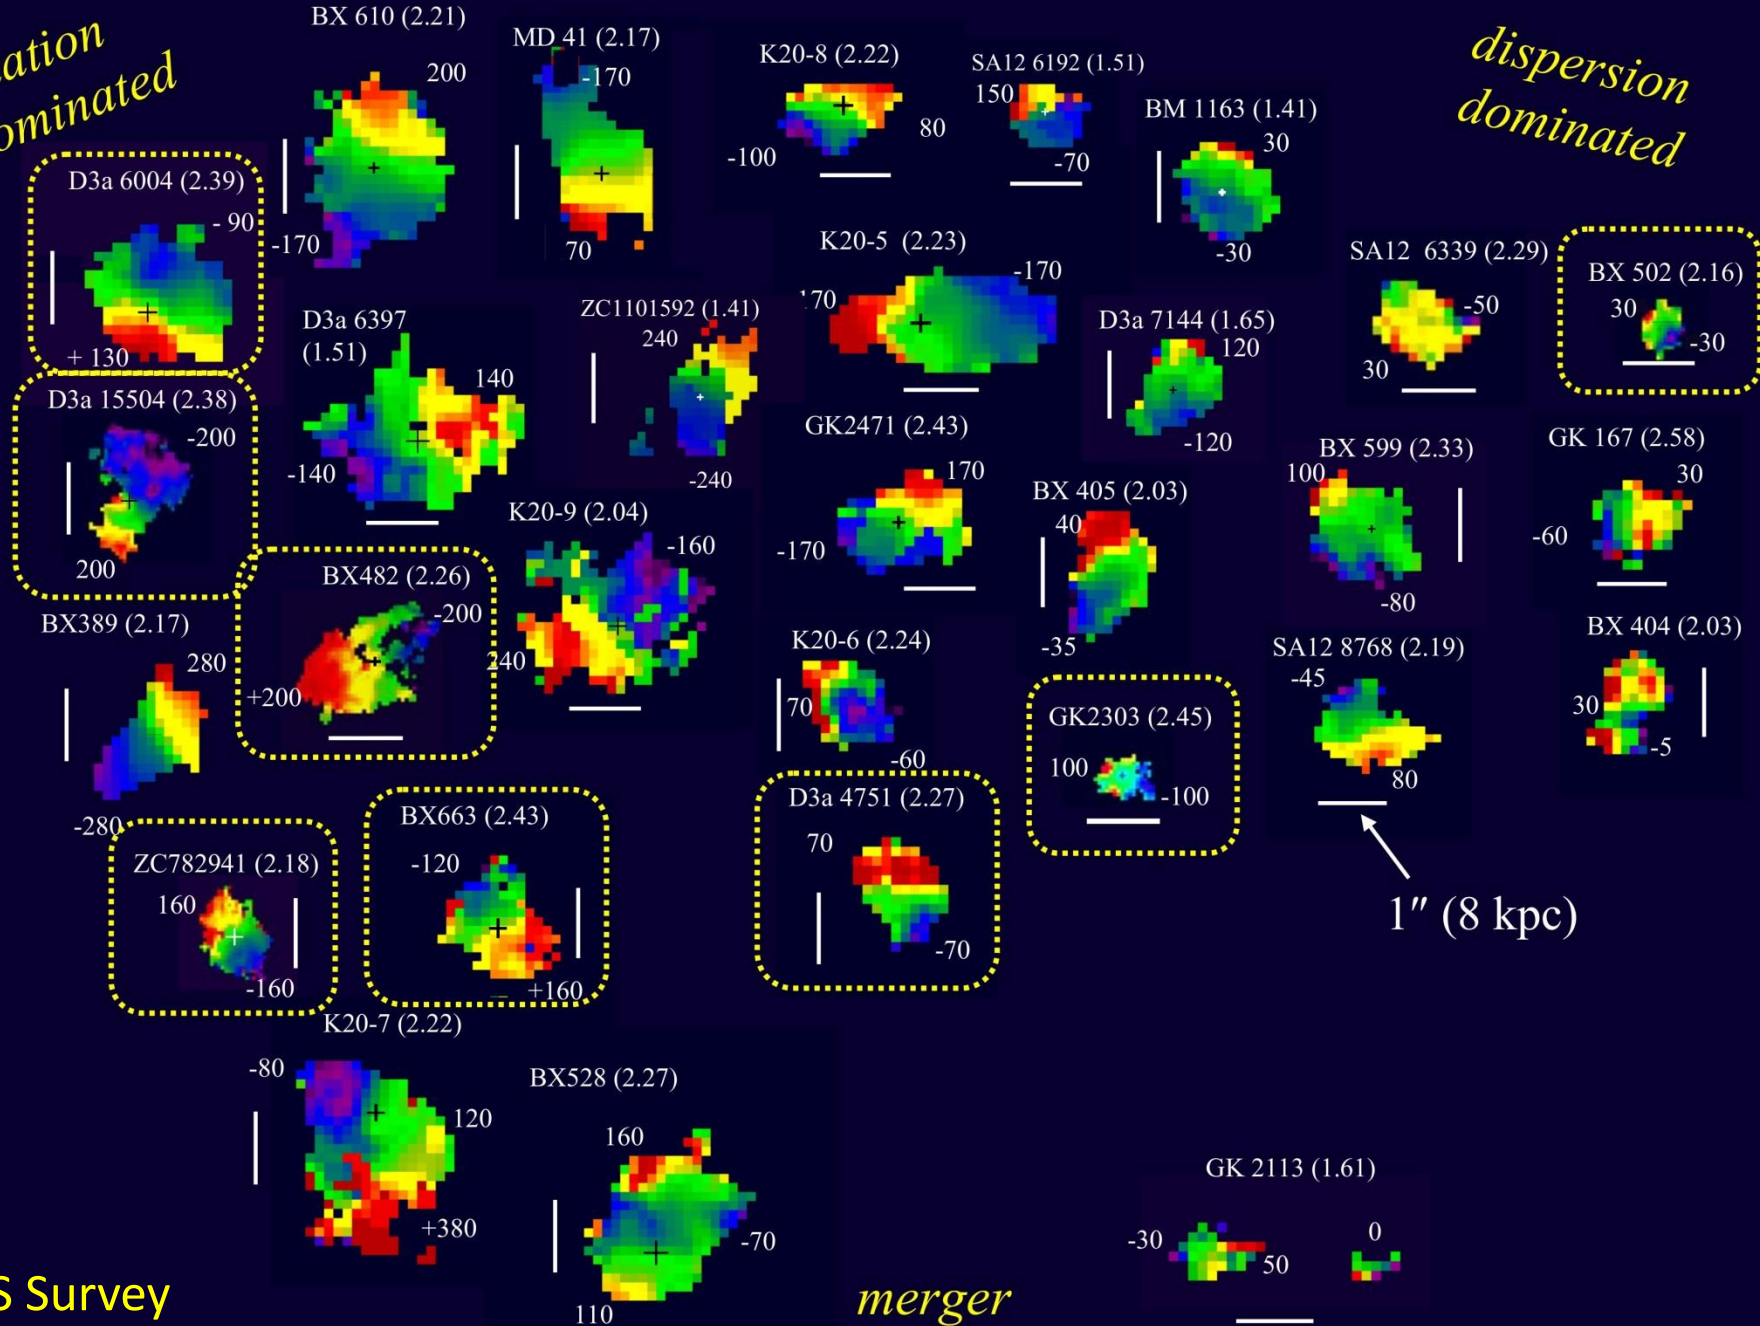 BX 610 (2.21)
200
-170
MD 41 (2.17)
-170
70
K20-8 (2.22)
80
-100
SA12 6192 (1.51)
150
-70
BM 1163 (1.41)
30
-30
dispersion
dominated
D3a 6004 (2.39)
- 90
+ 130
D3a 6397
(1.51)
140
-140
ZC1101592 (1.41)
240
-240
K20-5 (2.23)
-170
D3a 7144 (1.65)
120
-120
SA12 6339 (2.29)
-50
30
BX 502 (2.16)
30
-30
D3a 15504 (2.38)
-200
200
BX482 (2.26)
-200
+200
K20-9 (2.04)
-160
240
GK2471 (2.43)
170
-170
BX 405 (2.03)
40
-35
BX 599 (2.33)
100
-80
GK 167 (2.58)
30
-60
BX389 (2.17)
280
-280
K20-6 (2.24)
70
-60
GK2303 (2.45)
100
-100
SA12 8768 (2.19)
-45
80
BX 404 (2.03)
30
-5
ZC782941 (2.18)
160
-160
BX663 (2.43)
-120
+160
D3a 4751 (2.27)
70
-70
1″ (8 kpc)
K20-7 (2.22)
-80
120
+380
BX528 (2.27)
160
-70
110
GK 2113 (1.61)
-30
50
0
Survey
merger